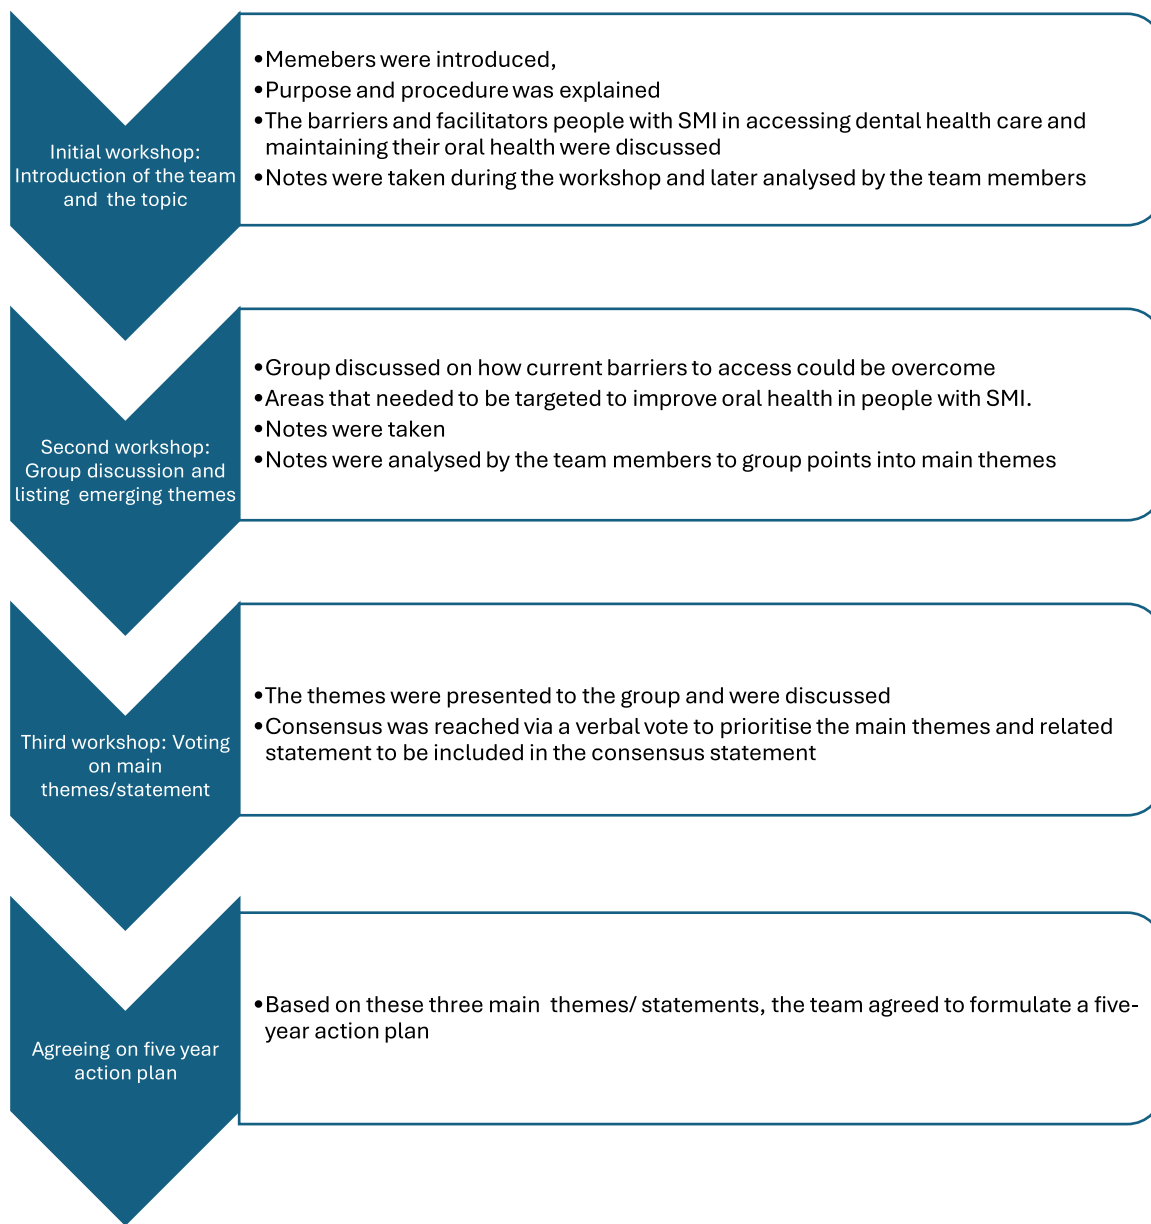 Initial workshop:
Introduction of the team
and the topic
•Memebers were introduced,
•Purpose and procedure was explained
•The barriers and facilitators people with SMI in accessing dental health care and
maintaining their oral health were discussed
•Notes were taken during the workshop and later analysed by the team members
Second workshop:
Group discussion and
listing emerging themes
•Group discussed on how current barriers to access could be overcome
•Areas that needed to be targeted to improve oral health in people with SMI.
•Notes were taken
•Notes were analysed by the team members to group points into main themes
Third workshop: Voting
on main
themes/statement
•The themes were presented to the group and were discussed
•Consensus was reached via a verbal vote to prioritise the main themes and related
statement to be included in the consensus statement
Agreeing on five year
action plan
•Based on these three main themes/ statements, the team agreed to formulate a five-
year action plan